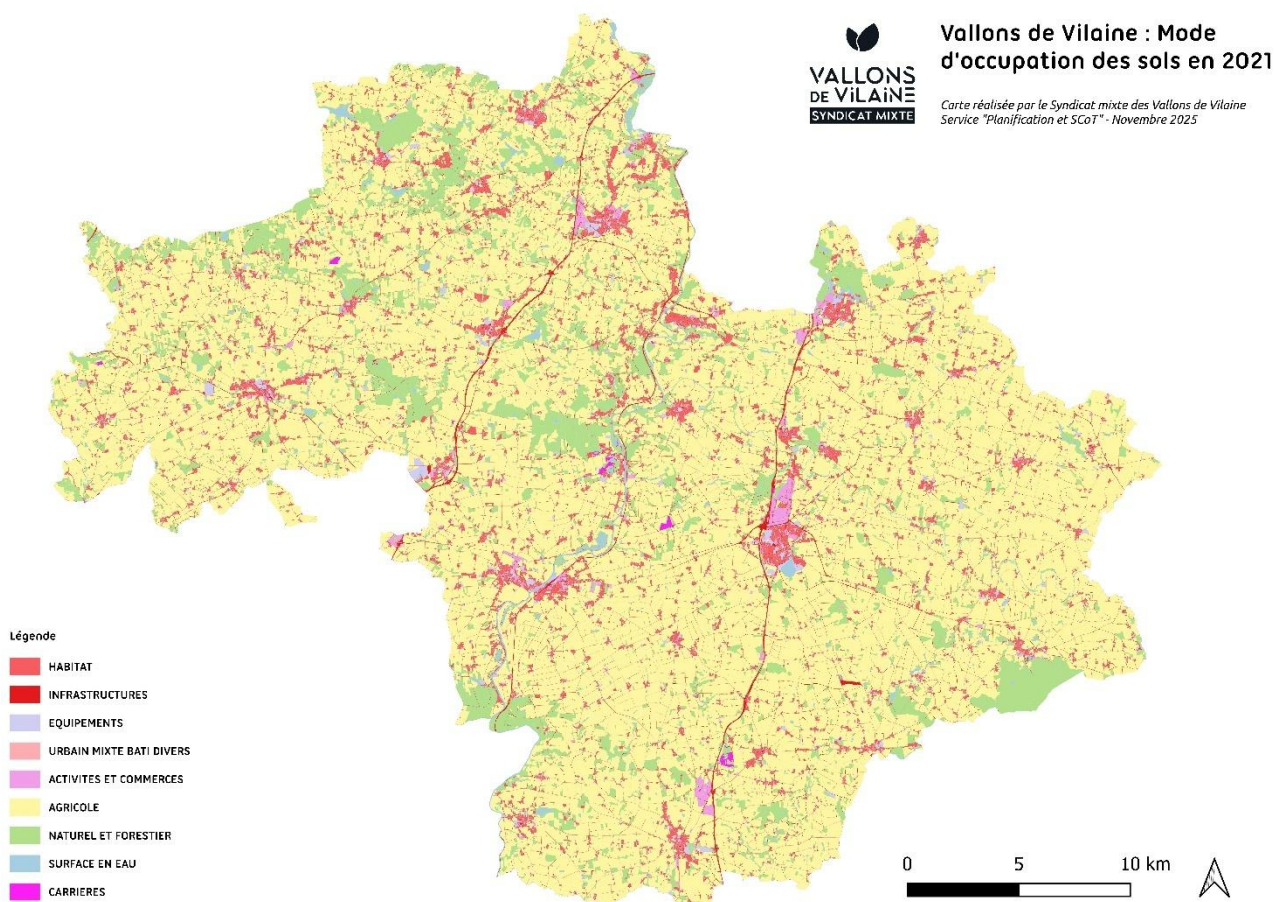 VALLONS
DE VILAINE
SYNDICAT MIXTE
Vallons de Vilaine : Mode
d'occupation des sols en 2021
Carte réalisée par le Syndicat mixte des Vallons de Vilaine
Service "Planification et SCoT" - Novembre 2025
Légende
HABITAT
INFRASTRUCTURES
EQUIPEMENTS
URBAIN MIXTE BATI DIVERS
ACTIVITES ET COMMERCES
AGRICOLE
NATUREL ET FORESTIER
SURFACE EN EAU
CARRIERES
0 5 10 km